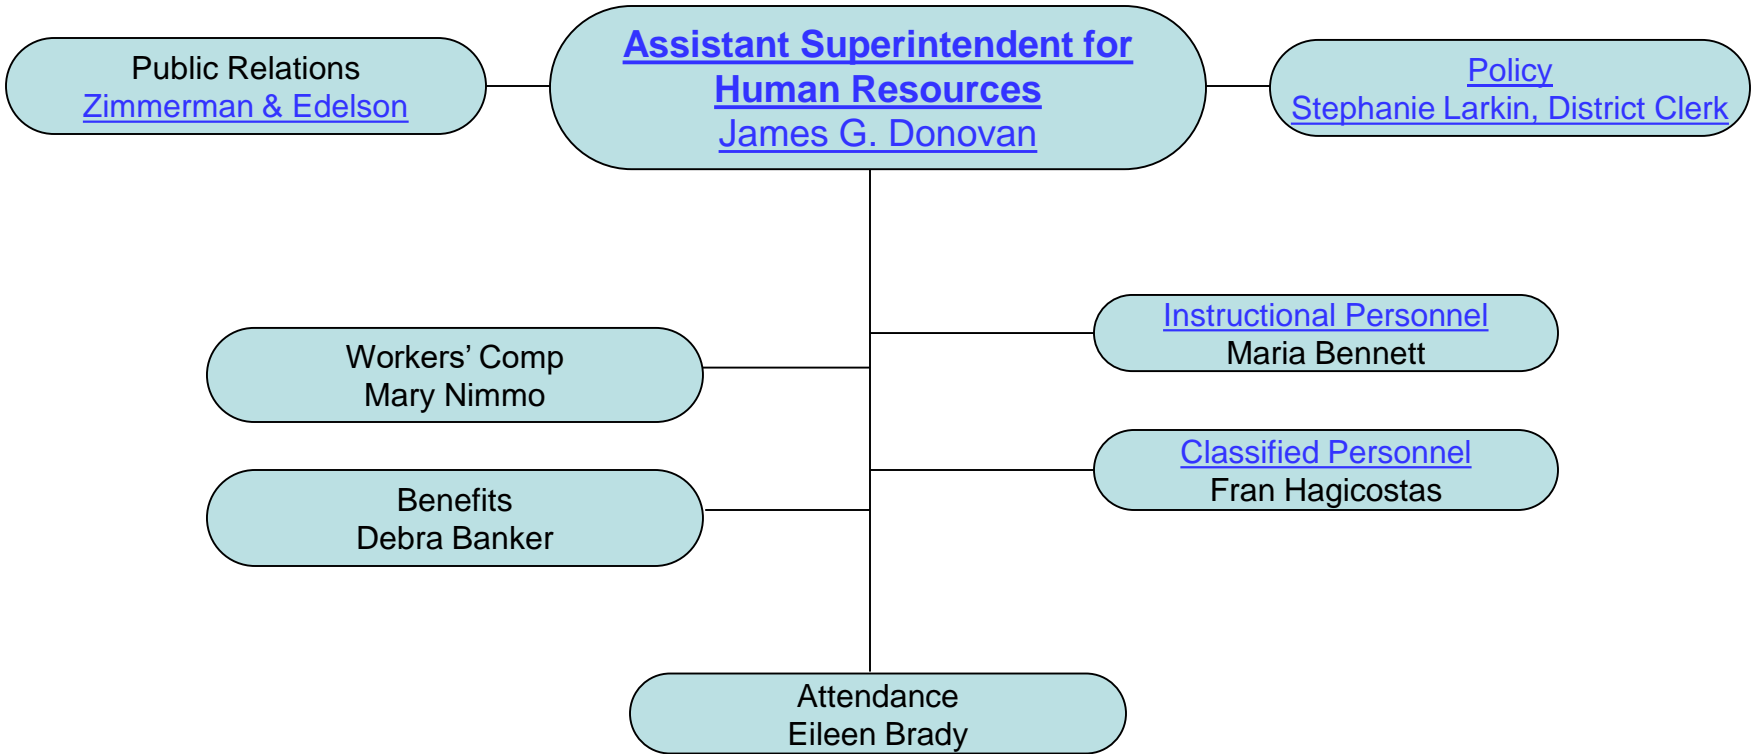 Public Relations
Zimmerman & Edelson
Assistant Superintendent for
Human Resources
James G. Donovan
Policy
Stephanie Larkin, District Clerk
Workers’ Comp
Mary Nimmo
Instructional Personnel
Maria Bennett
Benefits
Debra Banker
Classified Personnel
Fran Hagicostas
Attendance
Eileen Brady